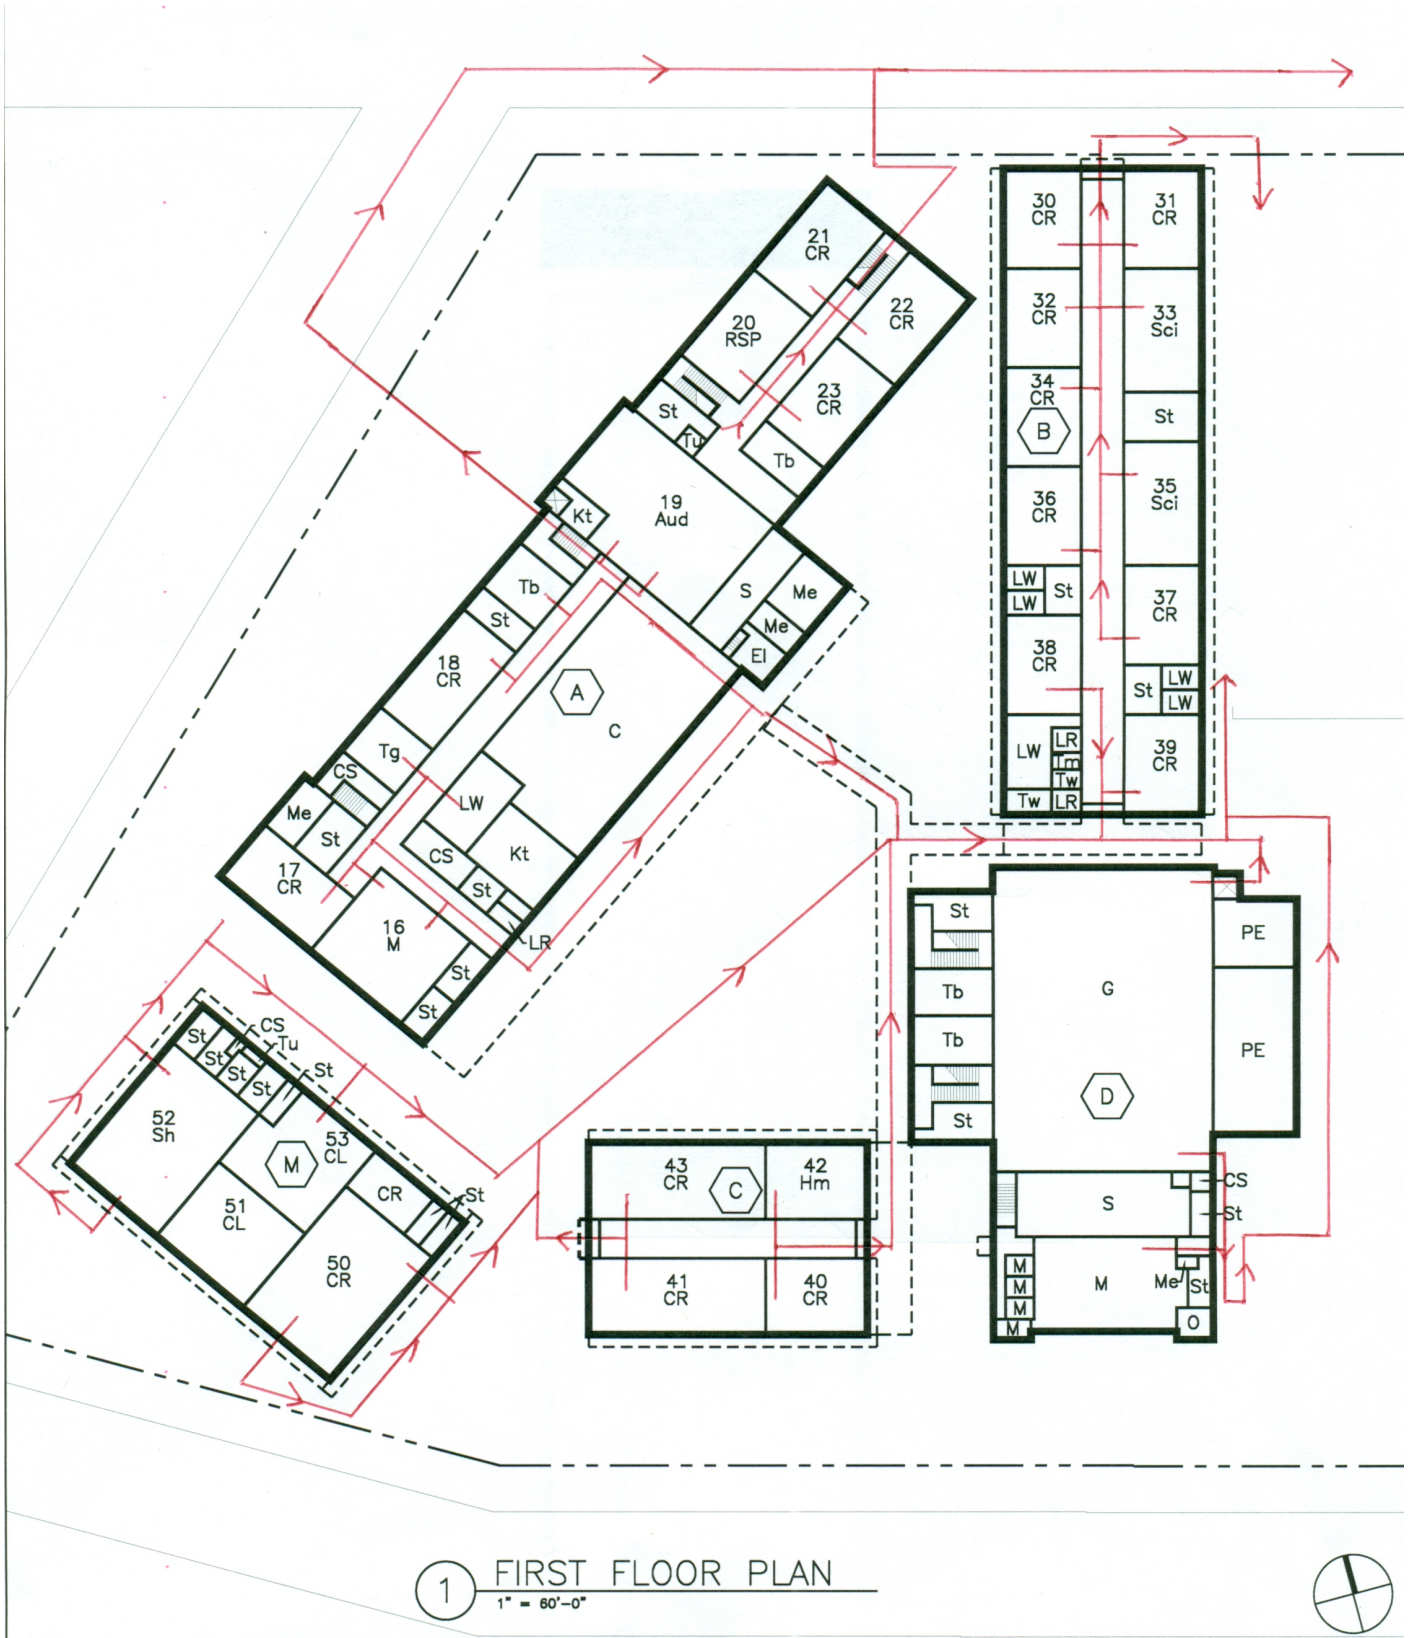 21
CR
20
RSP
22
CR
23
CR
St
Tu
Tb
19
Aud
Kt
Tb
St
18
CR
Tg
CS
Me
St
17
CR
A
C
S
Me
Me
El
LW
Kt
CS
St
LR
16
M
St
St
30
CR
31
CR
32
CR
33
Sci
34
CR
B
St
36
CR
35
Sci
LW
LW
St
37
CR
38
CR
St
LW
LW
LW
LR
Tm
Tw
Tw
LR
39
CR
St
CS
Tu
St
St
St
St
52
Sh
53
CL
M
51
CL
CR
St
50
CR
43
CR
C
42
Hm
41
CR
40
CR
St
Tb
Tb
St
G
D
PE
PE
S
CS
St
M
M
M
M
M
Me
St
O
1
FIRST FLOOR PLAN
1" = 60'-0"